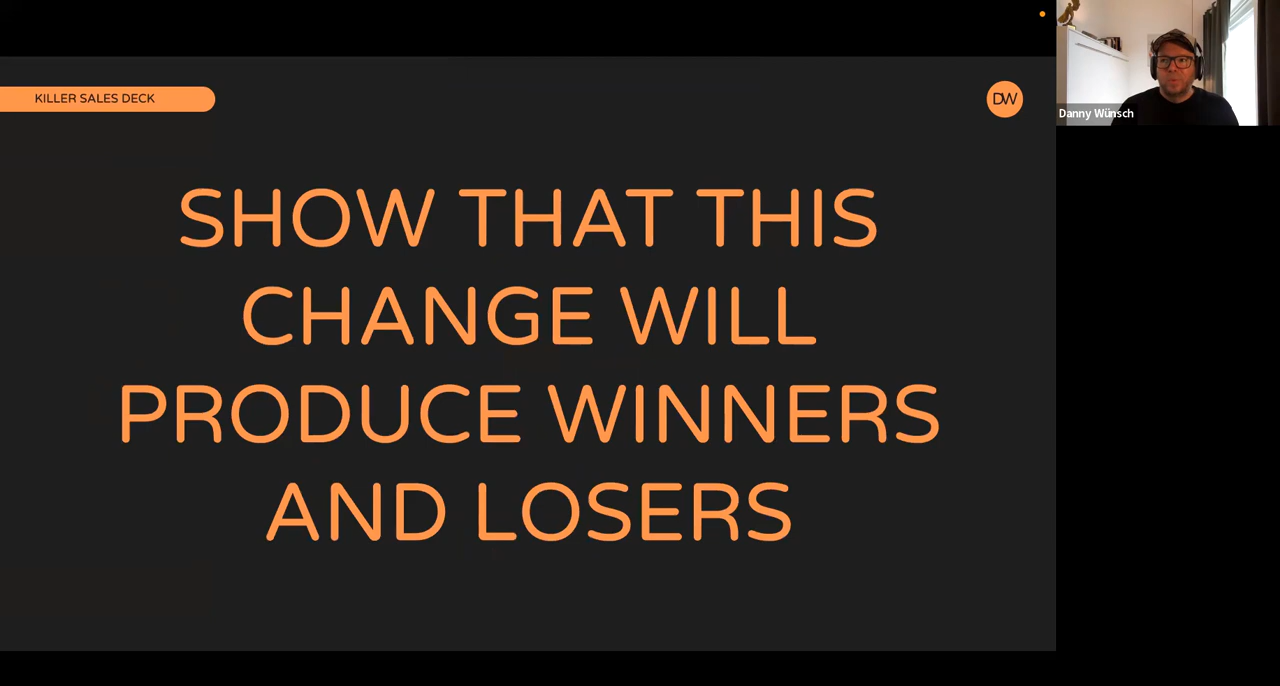 KILLER SALES DECK
DW
Danny Wünsch
SHOW THAT THIS
CHANGE WILL
PRODUCE WINNERS
AND LOSERS